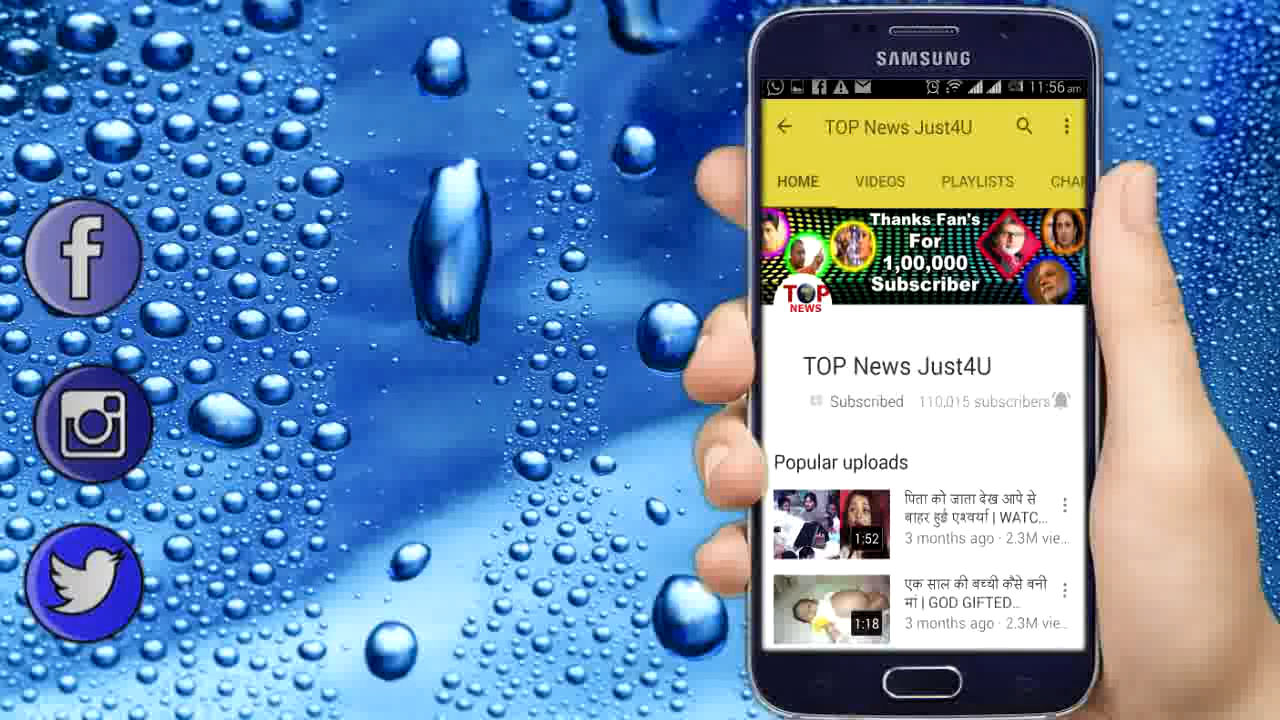 SAMSUNG
11:56 am
TOP News Just4U
HOME VIDEOS PLAYLISTS CHA
Thanks Fan's
For
1,00,000
Subscriber
TOP
NEWS
TOP News Just4U
Subscribed 110,015 subscribers
Popular uploads
पिता को जाता देख आपे से
बाहर हुई एश्वर्या | WATC...
1:52
3 months ago · 2.3M vie...
एक साल की बच्ची कैसे बनी
मां | GOD GIFTED...
1:18
3 months ago · 2.3M vie...